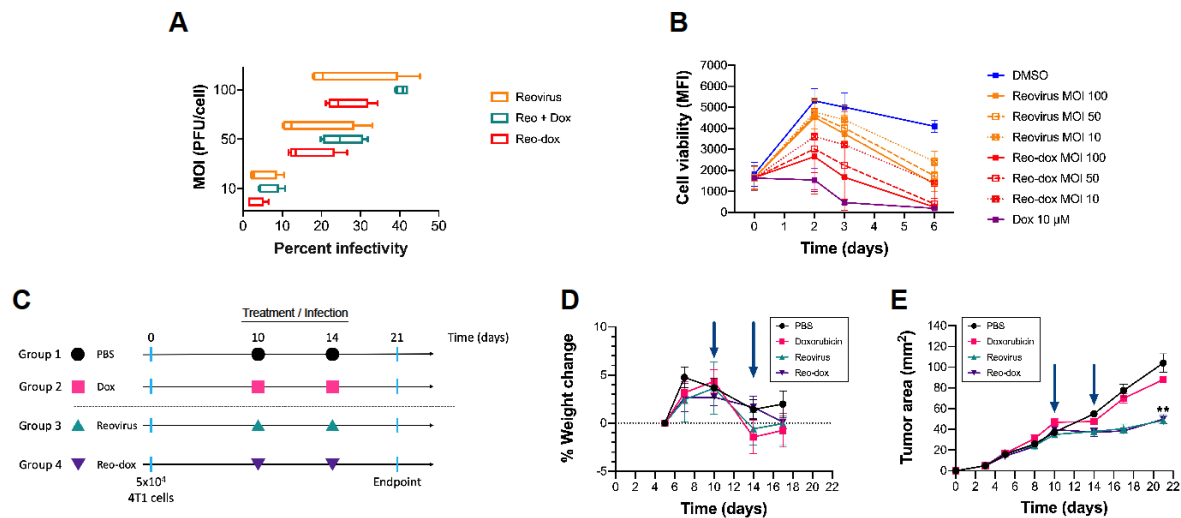 A
MOI (PFU/cell)
100
50
10
0
10
20
30
40
50
Percent infectivity
Reovirus
Reo + Dox
Reo-dox
B
Cell viability (MFI)
7000
6000
5000
4000
3000
2000
1000
0
0
1
2
3
4
5
6
Time (days)
DMSO
Reovirus MOI 100
Reovirus MOI 50
Reovirus MOI 10
Reo-dox MOI 100
Reo-dox MOI 50
Reo-dox MOI 10
Dox 10 µM
C
Treatment / Infection
0
10
14
21
Time (days)
Group 1
PBS
Group 2
Dox
Group 3
Reovirus
Group 4
Reo-dox
5x10⁴
4T1 cells
Endpoint
D
% Weight change
10
5
0
-5
0 2 4 6 8 10 12 14 16 18 20 22
Time (days)
PBS
Doxorubicin
Reovirus
Reo-dox
E
Tumor area (mm²)
140
120
100
80
60
40
20
0
0 2 4 6 8 10 12 14 16 18 20 22
Time (days)
PBS
Doxorubicin
Reovirus
Reo-dox
**